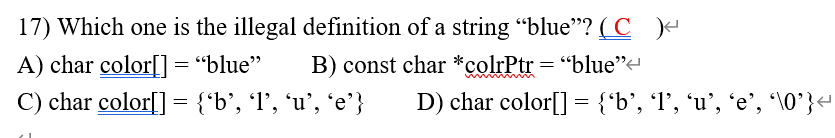 17) Which one is the illegal definition of a string “blue”? ( C )↵
A) char color[] = “blue” B) const char *colrPtr = “blue”↵
C) char color[] = {‘b’, ‘l’, ‘u’, ‘e’} D) char color[] = {‘b’, ‘l’, ‘u’, ‘e’, ‘\0’}↵